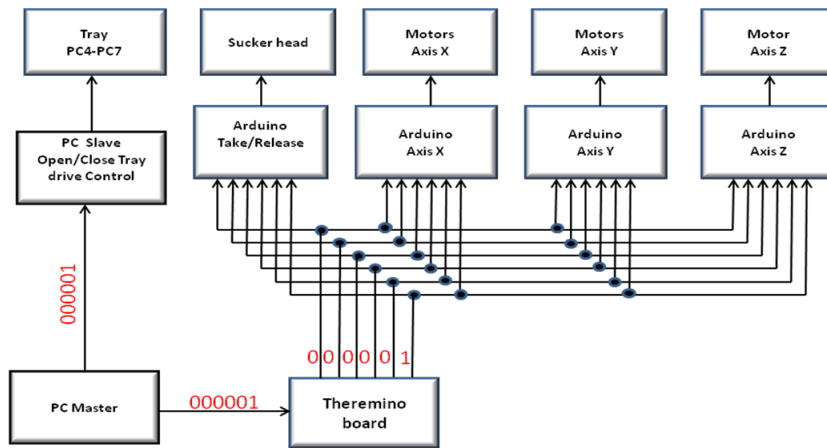 Tray
PC4-PC7
Sucker head
Motors
Axis X
Motors
Axis Y
Motor
Axis Z
PC Slave
Open/Close Tray
drive Control
Arduino
Take/Release
Arduino
Axis X
Arduino
Axis Y
Arduino
Axis Z
000001
0 0 0 0 0 1
PC Master
000001
Theremino
board